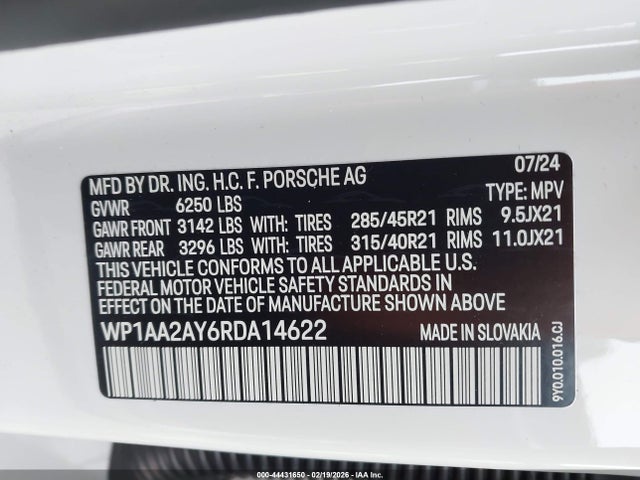 07/24
MFD BY DR. ING. H.C. F. PORSCHE AG
TYPE: MPV
GVWR 6250 LBS
GAWR FRONT 3142 LBS WITH: TIRES 285/45R21 RIMS 9.5JX21
GAWR REAR 3296 LBS WITH: TIRES 315/40R21 RIMS 11.0JX21
THIS VEHICLE CONFORMS TO ALL APPLICABLE U.S.
FEDERAL MOTOR VEHICLE SAFETY STANDARDS IN
EFFECT ON THE DATE OF MANUFACTURE SHOWN ABOVE
WP1AA2AY6RDA14622 MADE IN SLOVAKIA
9Y0.010.016.CJ
000-44431650 - 02/19/2026 - IAA Inc.